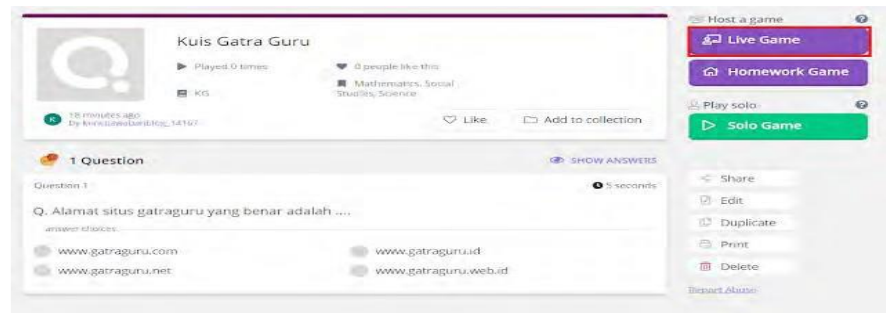 Kuis Gatra Guru
Played 0 times
0 people like this
KG
Mathematics, Social
Studies, Science
18 minutes ago
Like
Add to collection
1 Question
SHOW ANSWERS
Question 1
5 seconds
Q. Alamat situs gatraguru yang benar adalah ....
answer choices
www.gatraguru.com
www.gatraguru.id
www.gatraguru.net
www.gatraguru.web.id
Host a game
Live Game
Homework Game
Play solo
Solo Game
Share
Edit
Duplicate
Print
Delete
Report Abuse